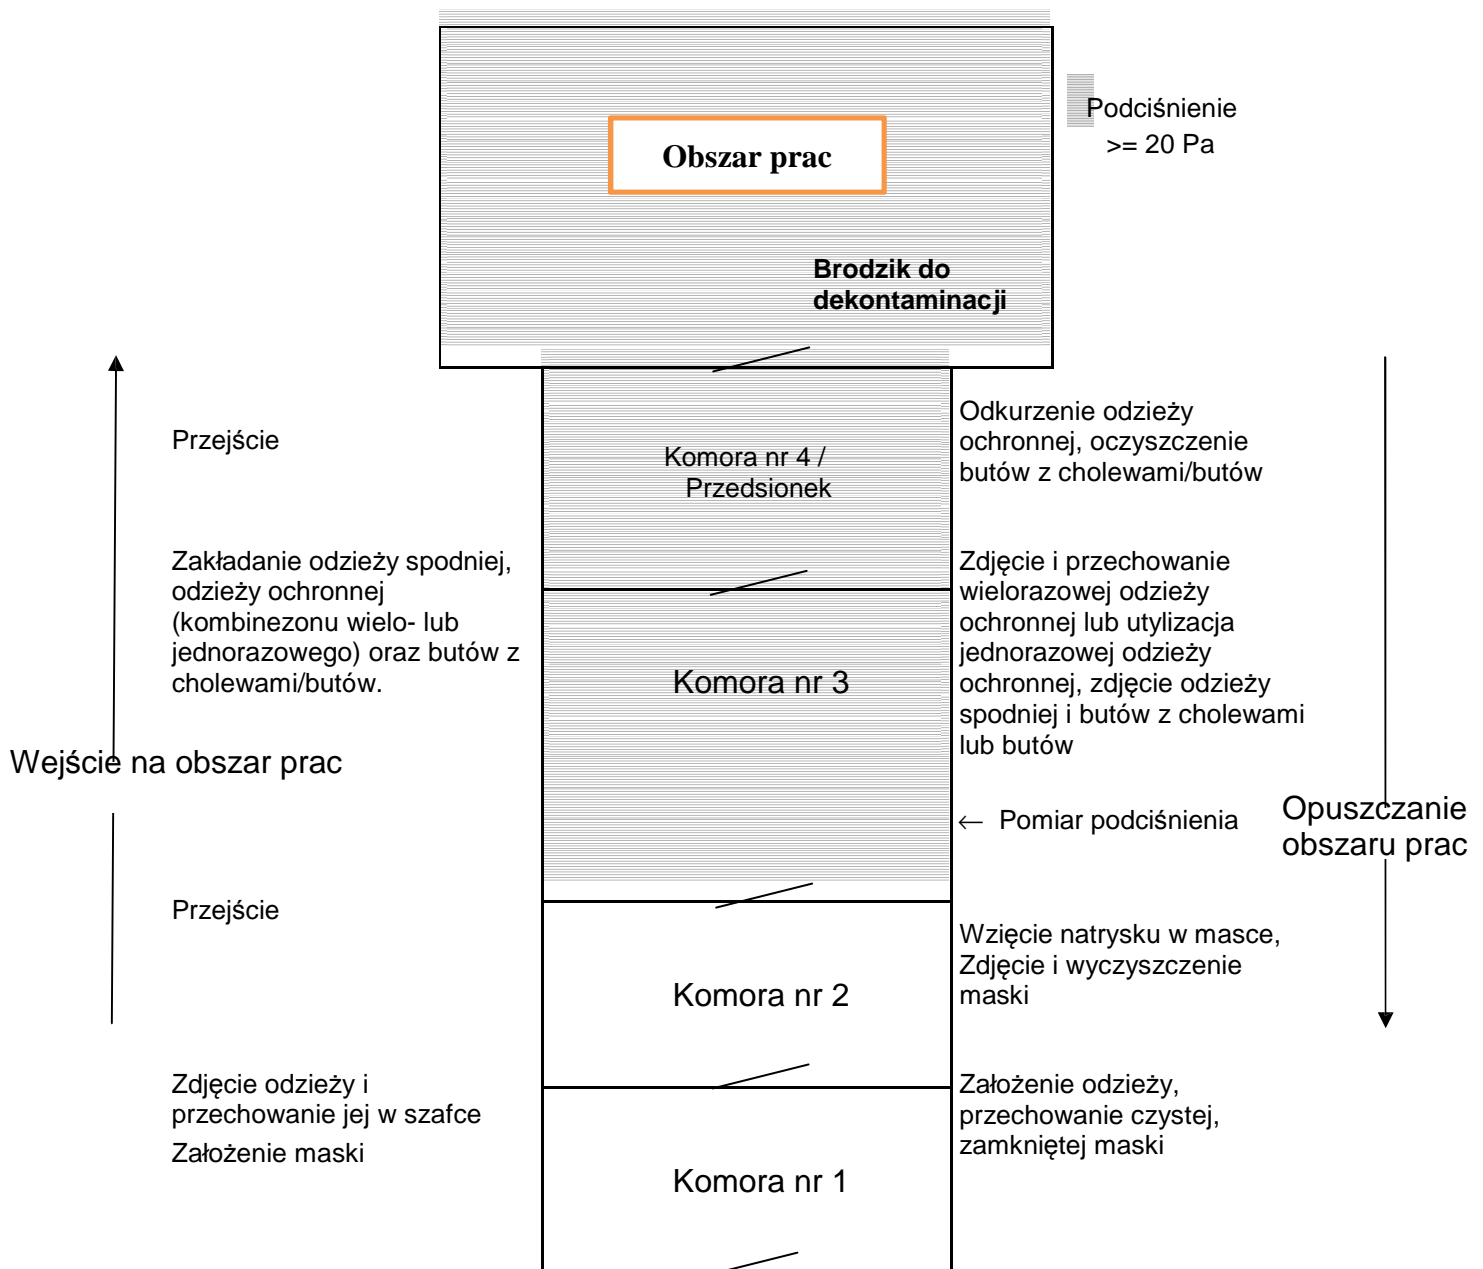 Podciśnienie
>= 20 Pa
Obszar prac
Brodzik do
dekontaminacji
Przejście
Komora nr 4 /
Przedsionek
Odkurzenie odzieży
ochronnej, oczyszczenie
butów z cholewami/butów
Zakładanie odzieży spodniej,
odzieży ochronnej
(kombinezonu wielo- lub
jednorazowego) oraz butów z
cholewami/butów.
Komora nr 3
Zdjęcie i przechowanie
wielorazowej odzieży
ochronnej lub utylizacja
jednorazowej odzieży
ochronnej, zdjęcie odzieży
spodniej i butów z cholewami
lub butów
Wejście na obszar prac
← Pomiar podciśnienia
Opuszczanie
obszaru prac
Przejście
Komora nr 2
Wzięcie natrysku w masce,
Zdjęcie i wyczyszczenie
maski
Zdjęcie odzieży i
przechowanie jej w szafce
Założenie maski
Komora nr 1
Założenie odzieży,
przechowanie czystej,
zamkniętej maski